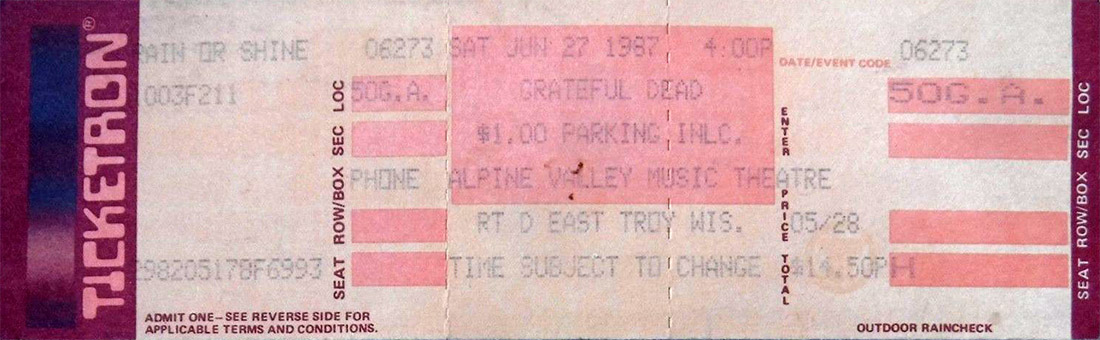 TICKETRON®
RAIN OR SHINE 06273 SAT JUN 27 1987 4:00P DATE/EVENT CODE 06273
003F211 50G.A. GRATEFUL DEAD 50G.A.
$1.00 PARKING INLC.
PHONE ALPINE VALLEY MUSIC THEATRE
RT D EAST TROY WIS. 05/28
298205178F6993 TIME SUBJECT TO CHANGE $14.50PH
SEAT ROW/BOX SEC LOC
ENTER PRICE TOTAL
SEAT ROW/BOX SEC LOC
ADMIT ONE—SEE REVERSE SIDE FOR
APPLICABLE TERMS AND CONDITIONS.
OUTDOOR RAINCHECK